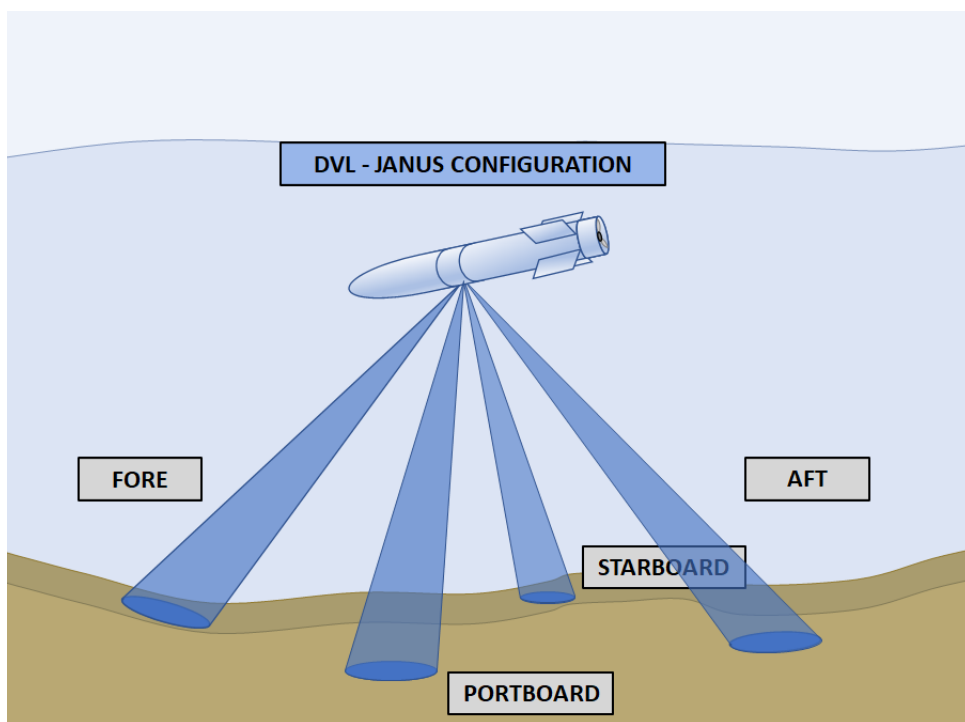 DVL - JANUS CONFIGURATION
FORE
AFT
STARBOARD
PORTBOARD